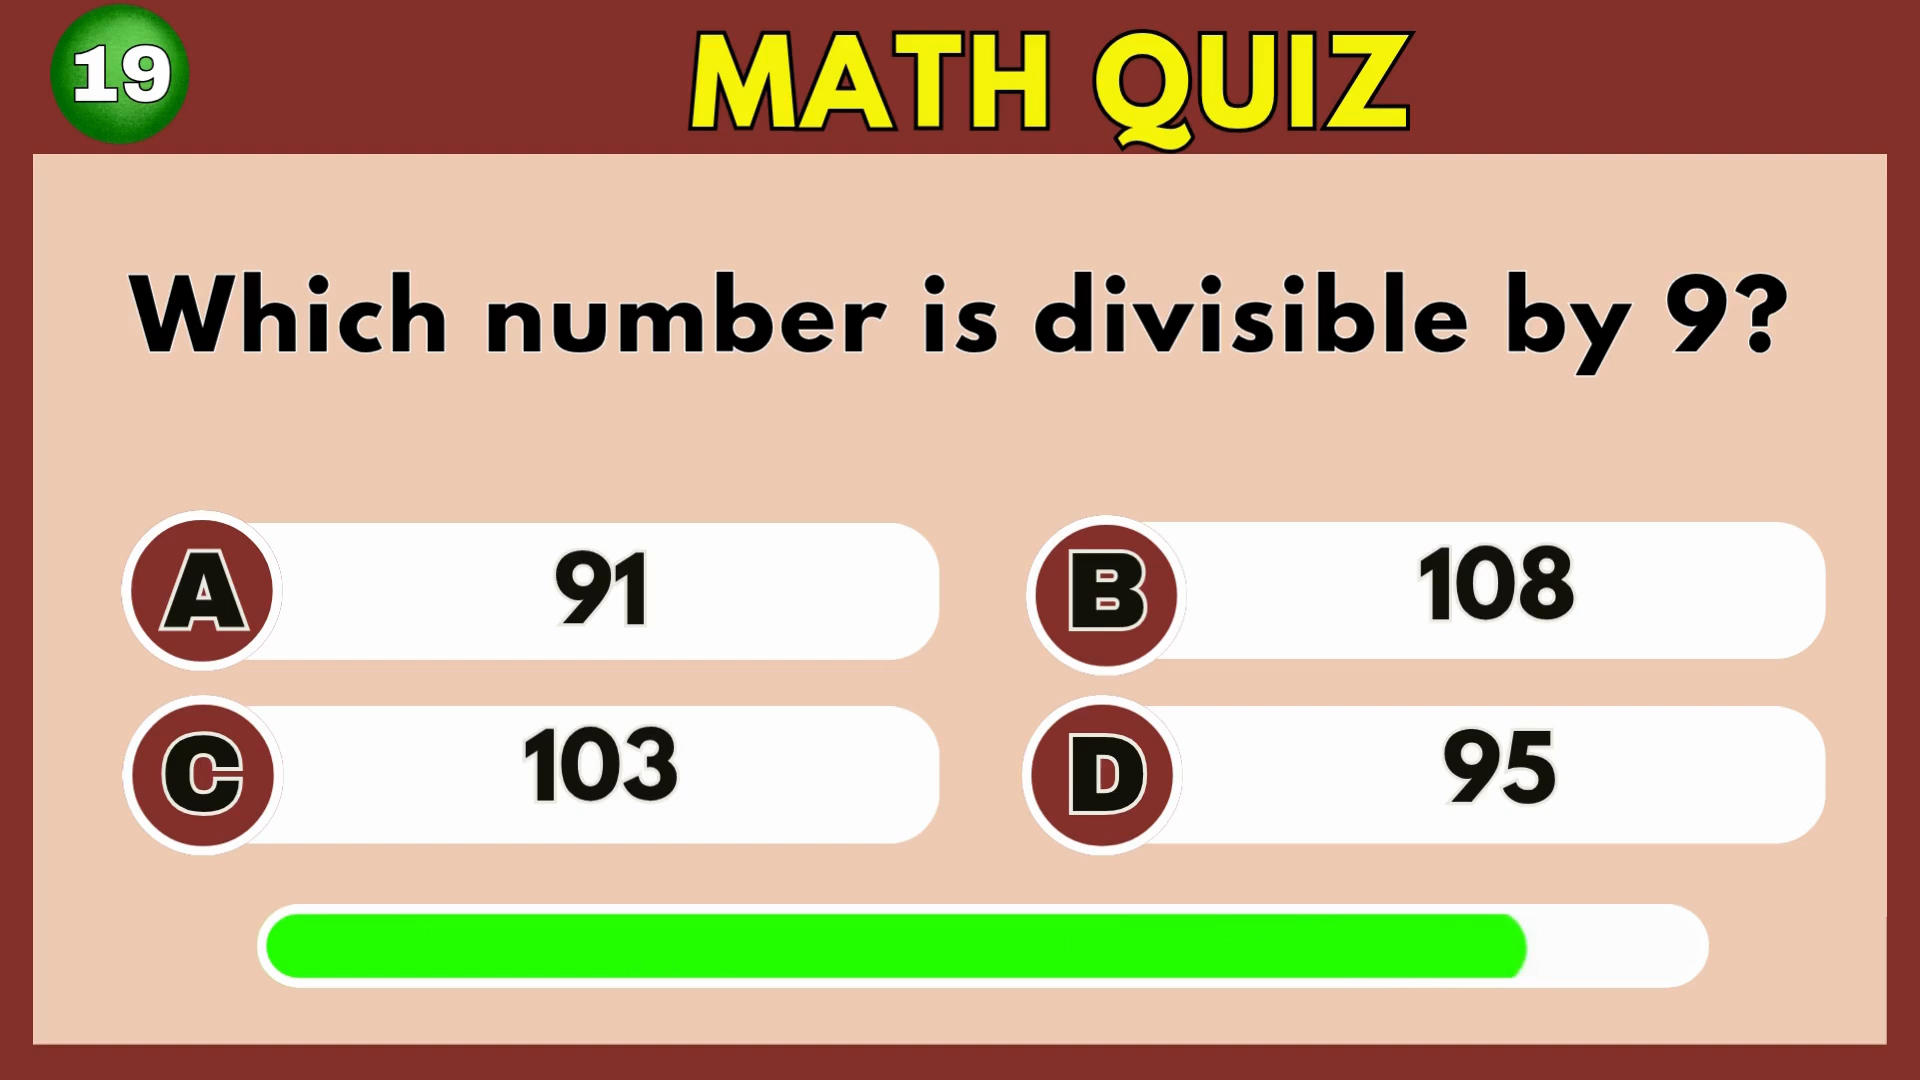 19
MATH QUIZ
Which number is divisible by 9?
A 91
B 108
C 103
D 95